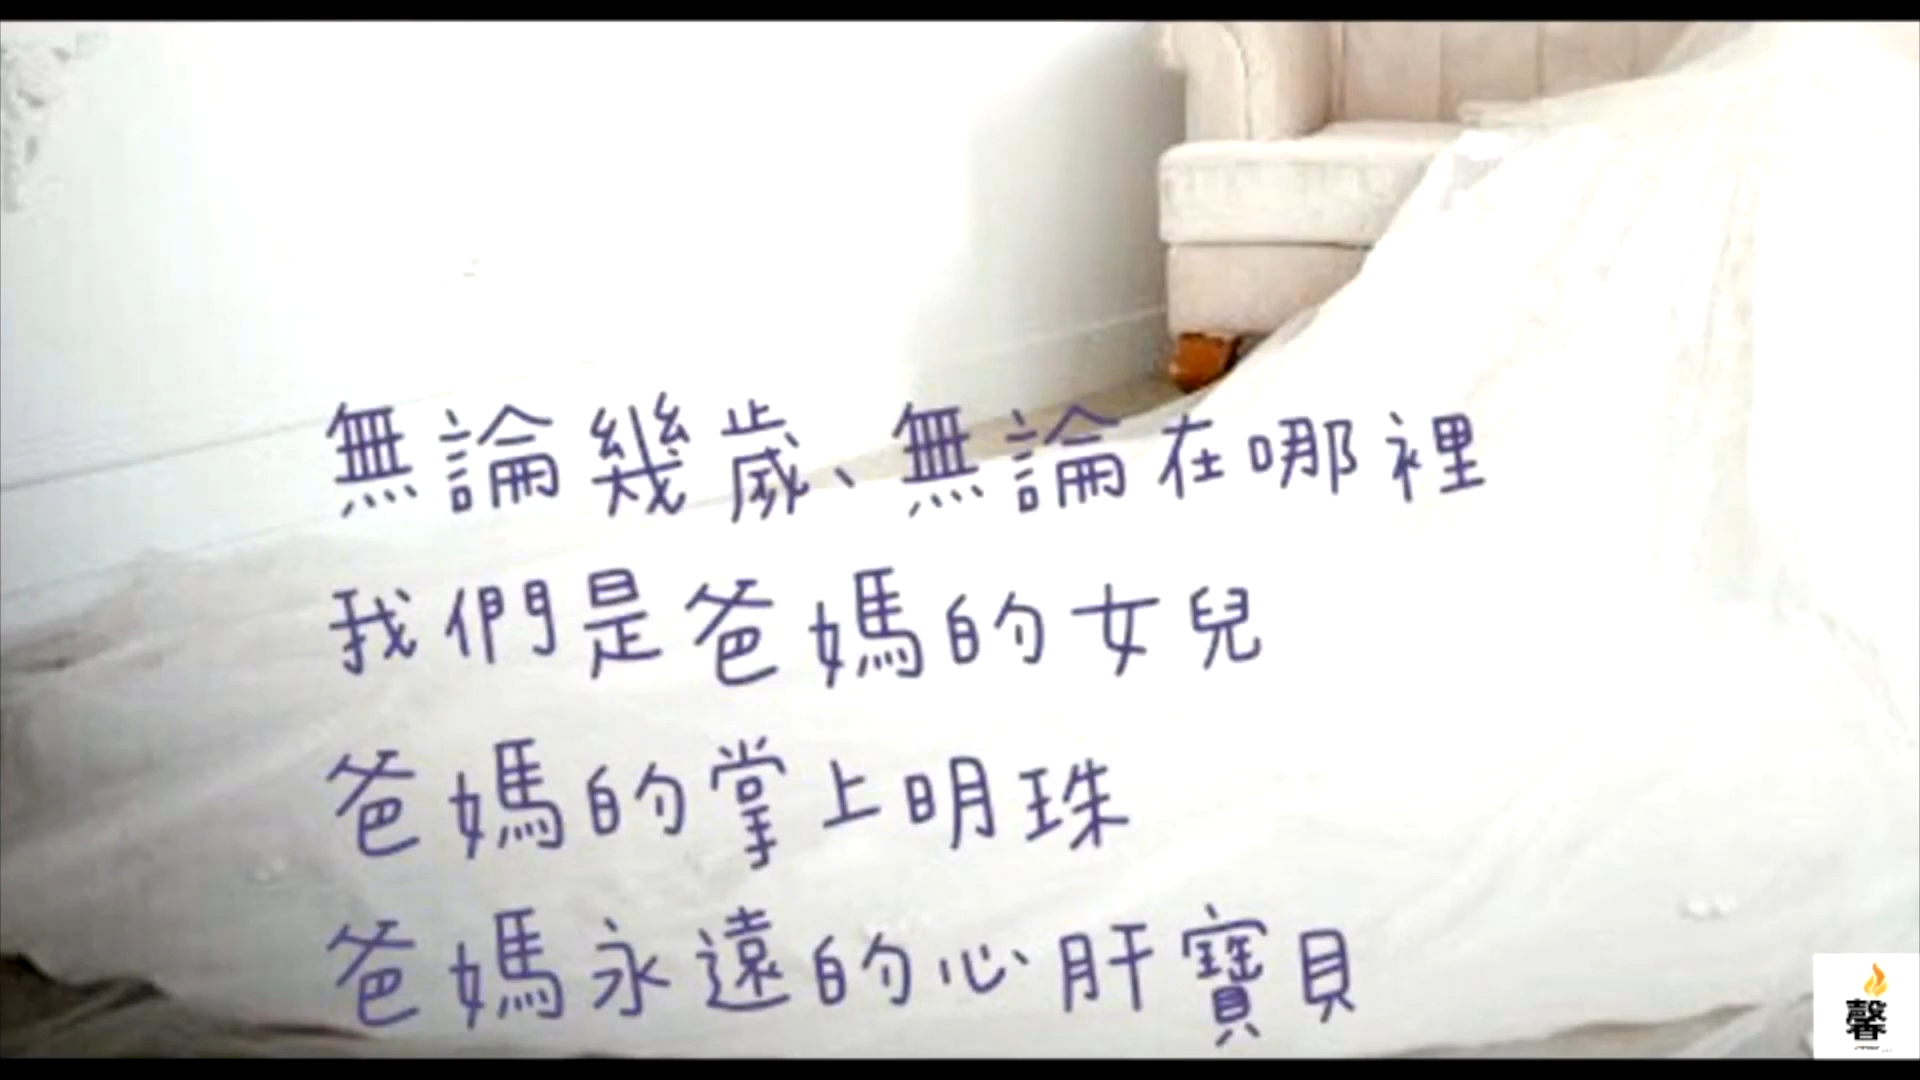 無論幾歲、無論在哪裡
我們是爸媽的女兒
爸媽的掌上明珠
爸媽永遠的心肝寶貝
馨